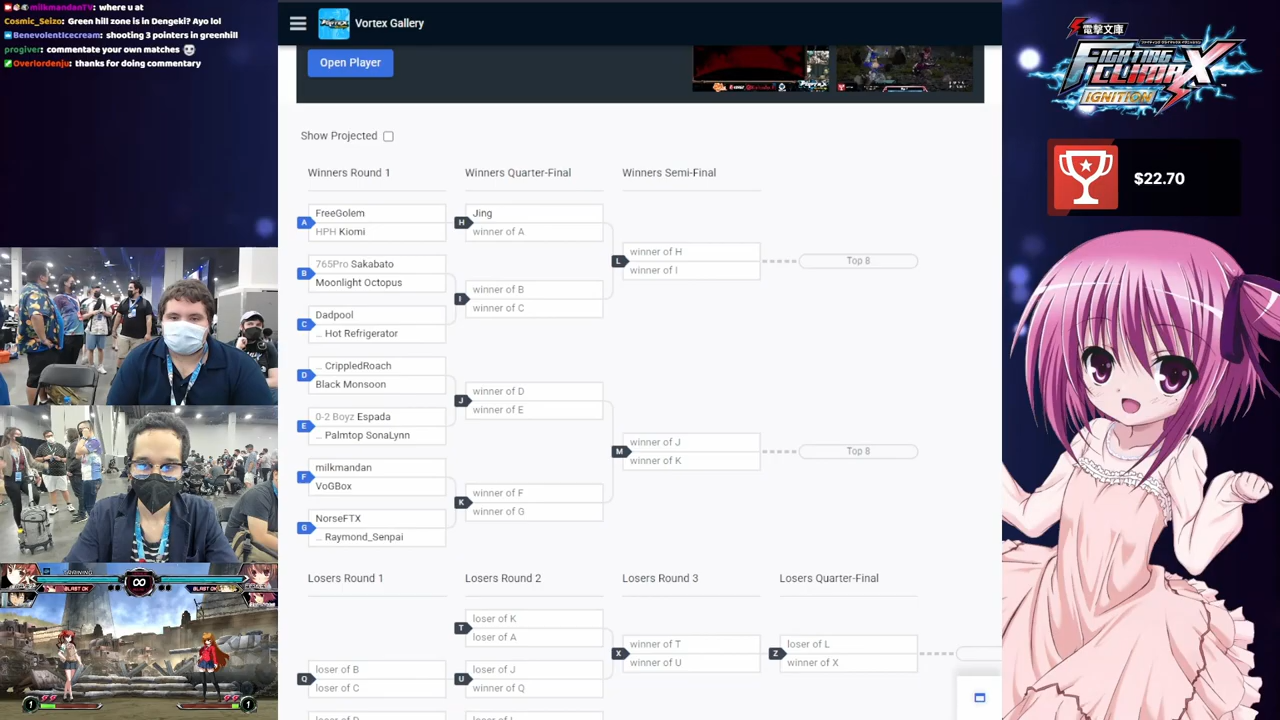 milkmandanTV: where u at
Cosmic_Seizo: Green hill zone is in Dengeki? Ayo lol
BenevolentIcecream: shooting 3 pointers in greenhill
progiver: commentate your own matches
Overlordenju: thanks for doing commentary
Vortex Gallery
Open Player
電撃文庫
FIGHTING
CLIMAX
IGNITION
$22.70
Show Projected
Winners Round 1
Winners Quarter-Final
Winners Semi-Final
A
FreeGolem
HPH Kiomi
H
Jing
winner of A
L
winner of H
winner of I
Top 8
B
765Pro Sakabato
Moonlight Octopus
I
winner of B
winner of C
C
Dadpool
... Hot Refrigerator
D
... CrippledRoach
Black Monsoon
J
winner of D
winner of E
E
0-2 Boyz Espada
... Palmtop SonaLynn
M
winner of J
winner of K
Top 8
F
milkmandan
VoGBox
K
winner of F
winner of G
G
NorseFTX
... Raymond_Senpai
Losers Round 1
Losers Round 2
Losers Round 3
Losers Quarter-Final
T
loser of K
loser of A
X
winner of T
winner of U
Z
loser of L
winner of X
Q
loser of B
loser of C
U
loser of J
winner of Q
TRAINING
∞
BLAST OK
BLAST OK
1
1